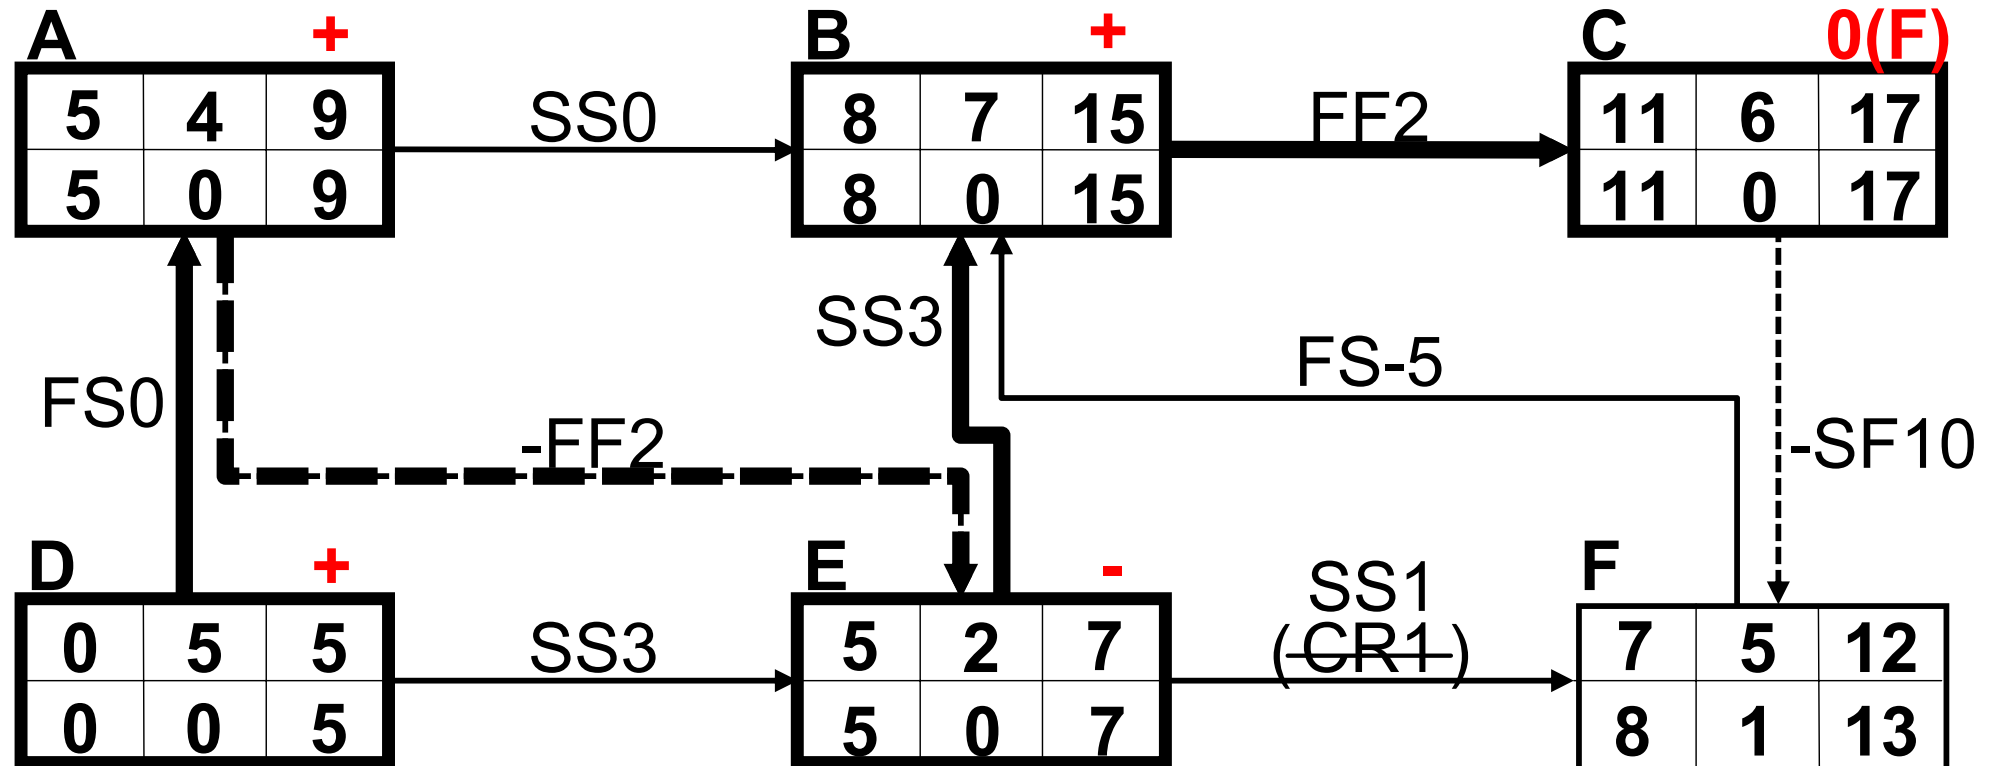 A + B + C 0(F)
5 4 9 SS0 8 7 15 FF2 11 6 17
5 0 9 8 0 15 11 0 17
SS3
FS-5
FS0
-FF2 -SF10
D + E - F
SS1
0 5 5 SS3 5 2 7 (CR1) 7 5 12
0 0 5 5 0 7 8 1 13